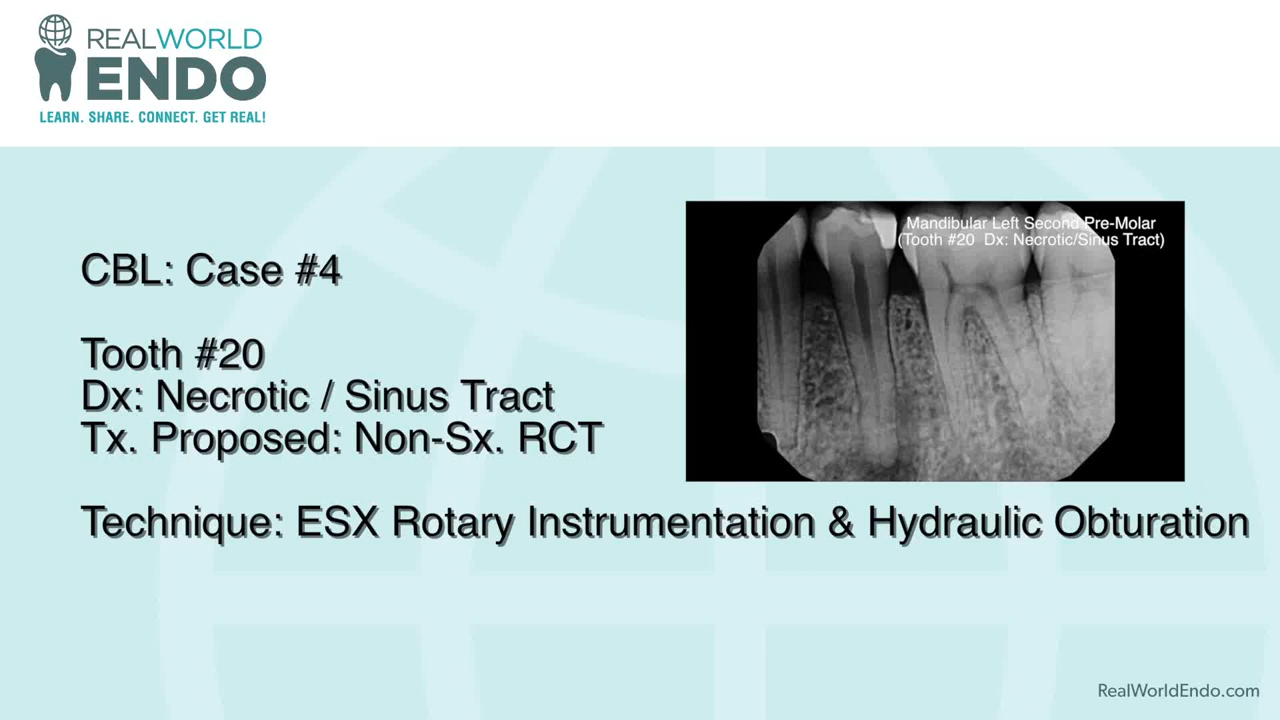 REALWORLD
ENDO
LEARN. SHARE. CONNECT. GET REAL!
CBL: Case #4
Tooth #20
Dx: Necrotic / Sinus Tract
Tx. Proposed: Non-Sx. RCT
Technique: ESX Rotary Instrumentation & Hydraulic Obturation
Mandibular Left Second Pre-Molar
(Tooth #20 Dx: Necrotic/Sinus Tract)
RealWorldEndo.com